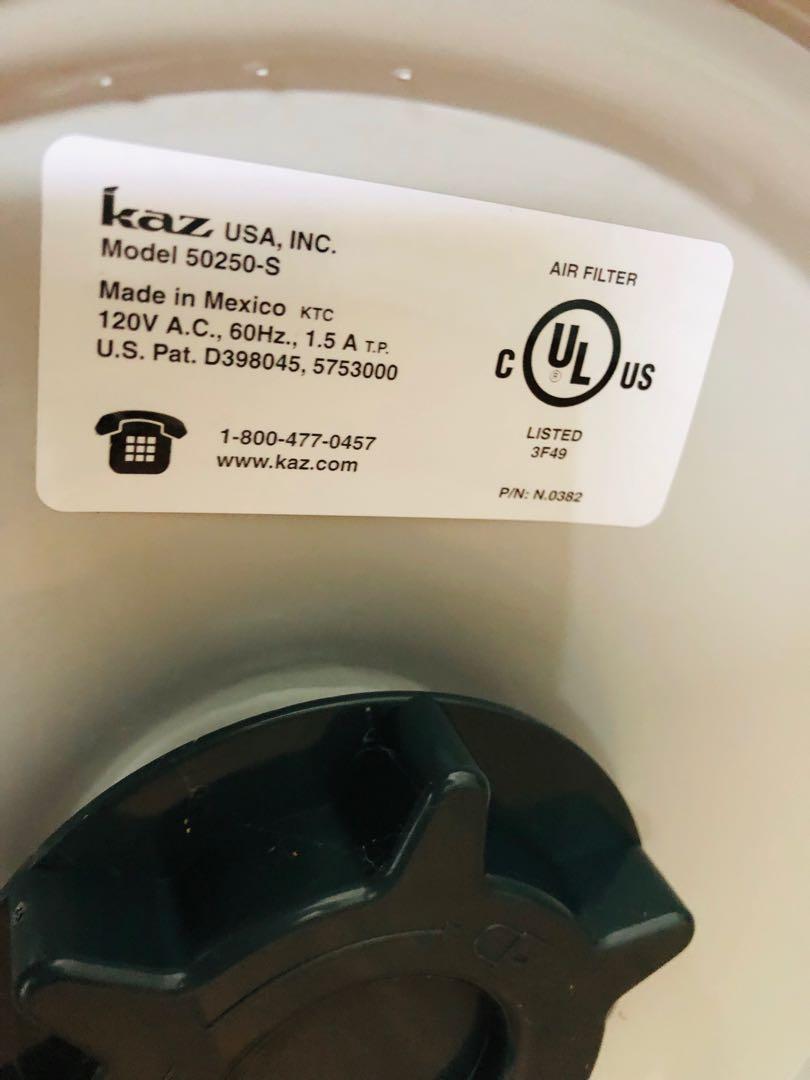 kaz USA, INC.
Model 50250-S
Made in Mexico KTC
120V A.C., 60Hz., 1.5 A T.P.
U.S. Pat. D398045, 5753000
1-800-477-0457
www.kaz.com
AIR FILTER
C UL ® US
LISTED
3F49
P/N: N.0382